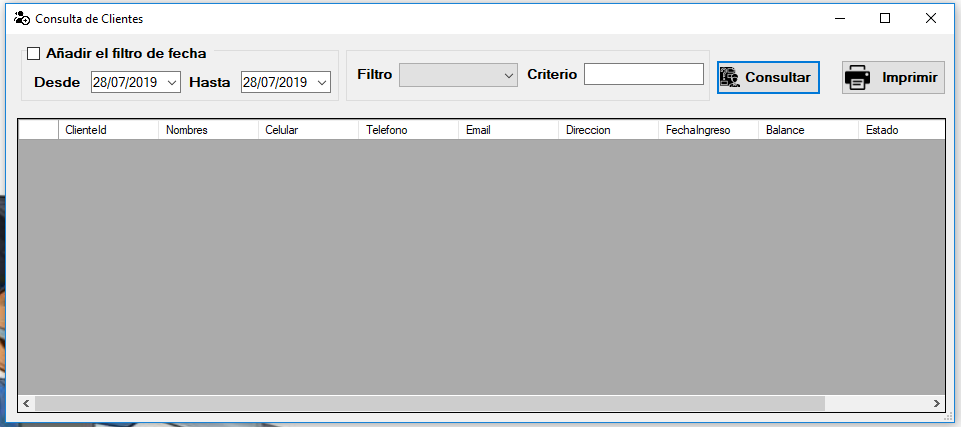 Consulta de Clientes
Añadir el filtro de fecha
Desde 28/07/2019 Hasta 28/07/2019
Filtro Criterio Consultar Imprimir
ClienteId Nombres Celular Telefono Email Direccion FechaIngreso Balance Estado